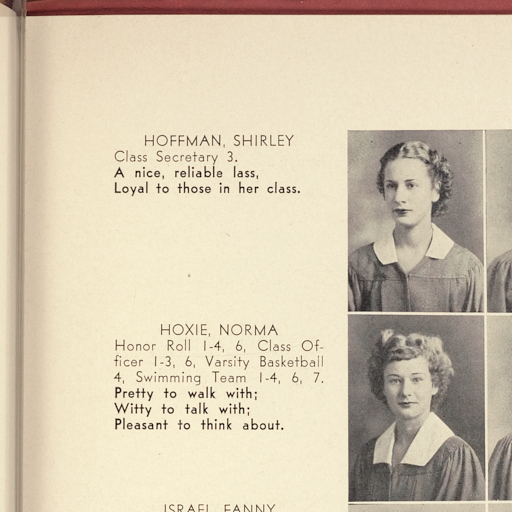 HOFFMAN, SHIRLEY
Class Secretary 3.
A nice, reliable lass,
Loyal to those in her class.
HOXIE, NORMA
Honor Roll 1-4, 6, Class Of-
ficer 1-3, 6, Varsity Basketball
4, Swimming Team 1-4, 6, 7.
Pretty to walk with;
Witty to talk with;
Pleasant to think about.
ISRAEL, FANNY